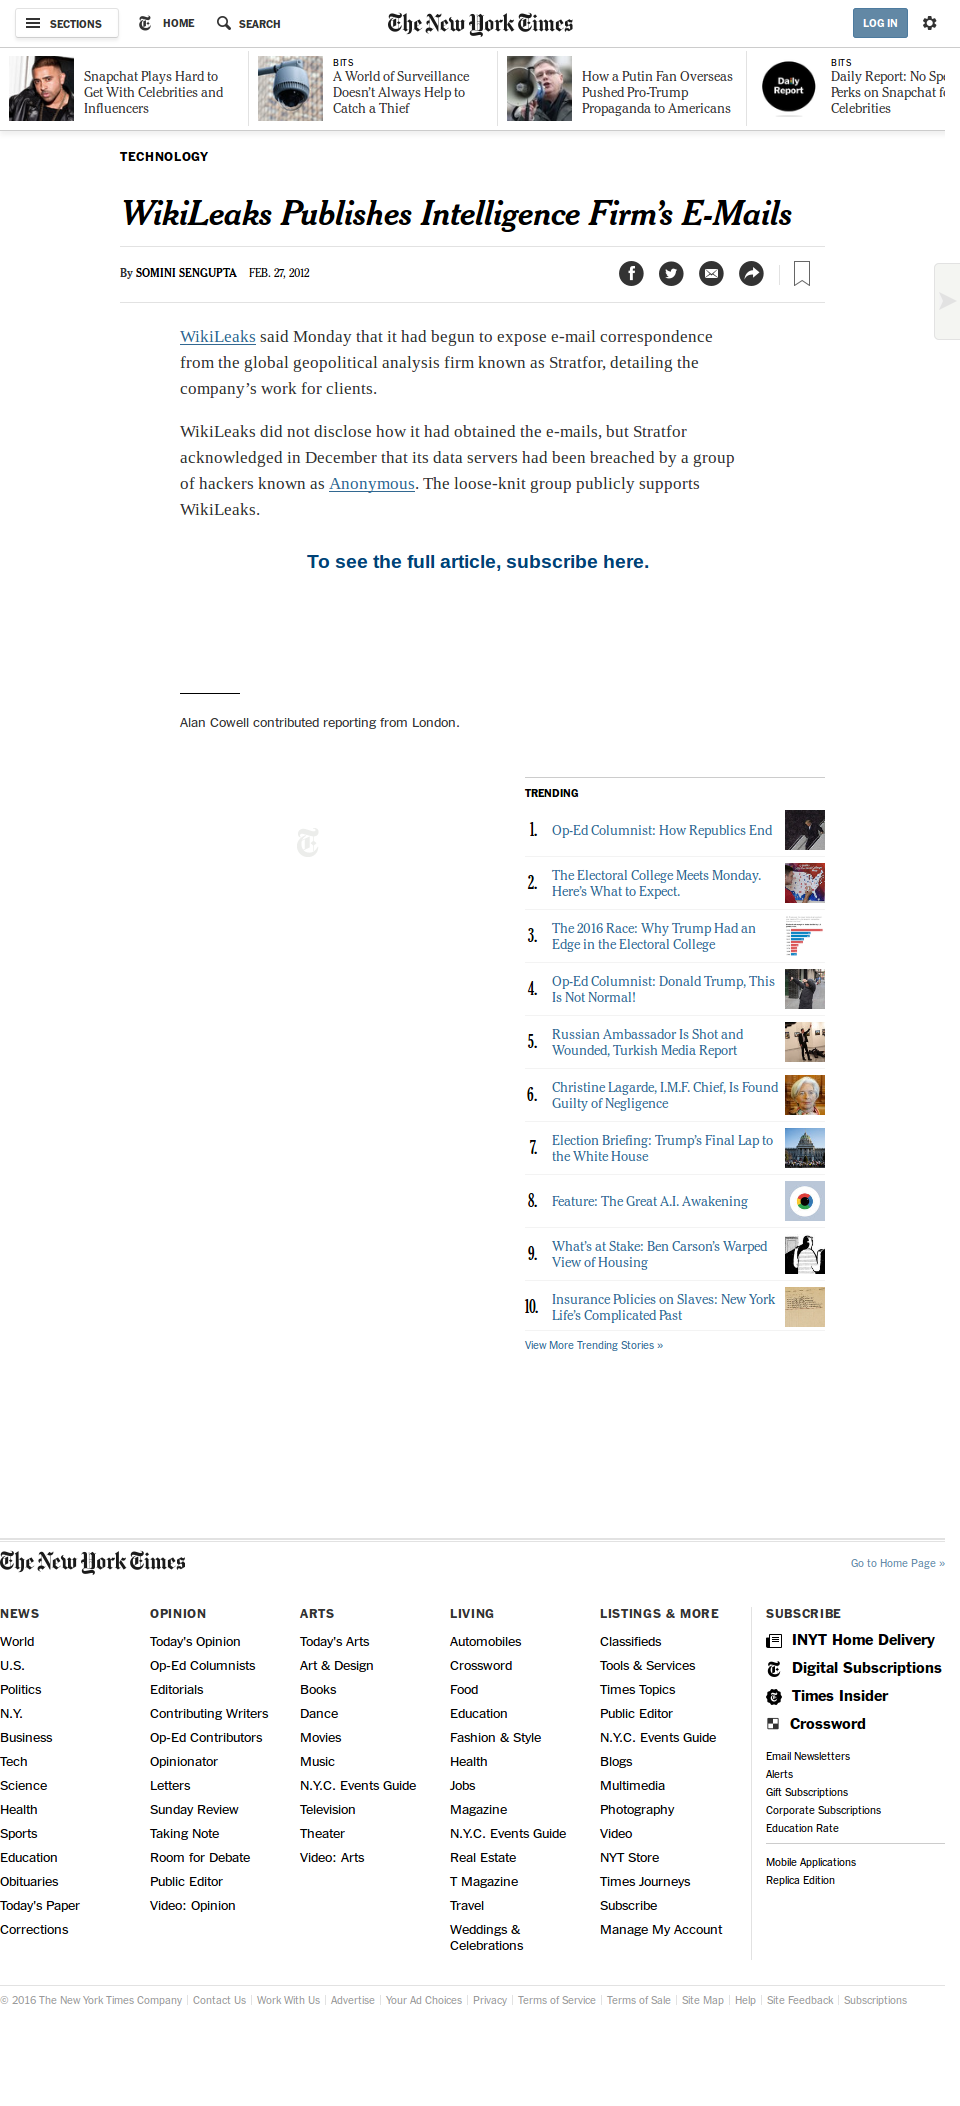 SECTIONS
HOME
SEARCH
The New York Times
LOG IN
Snapchat Plays Hard to
Get With Celebrities and
Influencers
BITS
A World of Surveillance
Doesn't Always Help to
Catch a Thief
How a Putin Fan Overseas
Pushed Pro-Trump
Propaganda to Americans
Daily
Report
BITS
Daily Report: No Spe
Perks on Snapchat fo
Celebrities
TECHNOLOGY
WikiLeaks Publishes Intelligence Firm's E-Mails
By SOMINI SENGUPTA FEB. 27, 2012
WikiLeaks said Monday that it had begun to expose e-mail correspondence
from the global geopolitical analysis firm known as Stratfor, detailing the
company's work for clients.
WikiLeaks did not disclose how it had obtained the e-mails, but Stratfor
acknowledged in December that its data servers had been breached by a group
of hackers known as Anonymous. The loose-knit group publicly supports
WikiLeaks.
To see the full article, subscribe here.
Alan Cowell contributed reporting from London.
TRENDING
1. Op-Ed Columnist: How Republics End
2. The Electoral College Meets Monday.
Here's What to Expect.
3. The 2016 Race: Why Trump Had an
Edge in the Electoral College
4. Op-Ed Columnist: Donald Trump, This
Is Not Normal!
5. Russian Ambassador Is Shot and
Wounded, Turkish Media Report
6. Christine Lagarde, I.M.F. Chief, Is Found
Guilty of Negligence
7. Election Briefing: Trump's Final Lap to
the White House
8. Feature: The Great A.I. Awakening
9. What's at Stake: Ben Carson's Warped
View of Housing
10. Insurance Policies on Slaves: New York
Life's Complicated Past
View More Trending Stories »
The New York Times
Go to Home Page »
NEWS
World
U.S.
Politics
N.Y.
Business
Tech
Science
Health
Sports
Education
Obituaries
Today's Paper
Corrections
OPINION
Today's Opinion
Op-Ed Columnists
Editorials
Contributing Writers
Op-Ed Contributors
Opinionator
Letters
Sunday Review
Taking Note
Room for Debate
Public Editor
Video: Opinion
ARTS
Today's Arts
Art & Design
Books
Dance
Movies
Music
N.Y.C. Events Guide
Television
Theater
Video: Arts
LIVING
Automobiles
Crossword
Food
Education
Fashion & Style
Health
Jobs
Magazine
N.Y.C. Events Guide
Real Estate
T Magazine
Travel
Weddings &
Celebrations
LISTINGS & MORE
Classifieds
Tools & Services
Times Topics
Public Editor
N.Y.C. Events Guide
Blogs
Multimedia
Photography
Video
NYT Store
Times Journeys
Subscribe
Manage My Account
SUBSCRIBE
INYT Home Delivery
Digital Subscriptions
Times Insider
Crossword
Email Newsletters
Alerts
Gift Subscriptions
Corporate Subscriptions
Education Rate
Mobile Applications
Replica Edition
© 2016 The New York Times Company
Contact Us
Work With Us
Advertise
Your Ad Choices
Privacy
Terms of Service
Terms of Sale
Site Map
Help
Site Feedback
Subscriptions